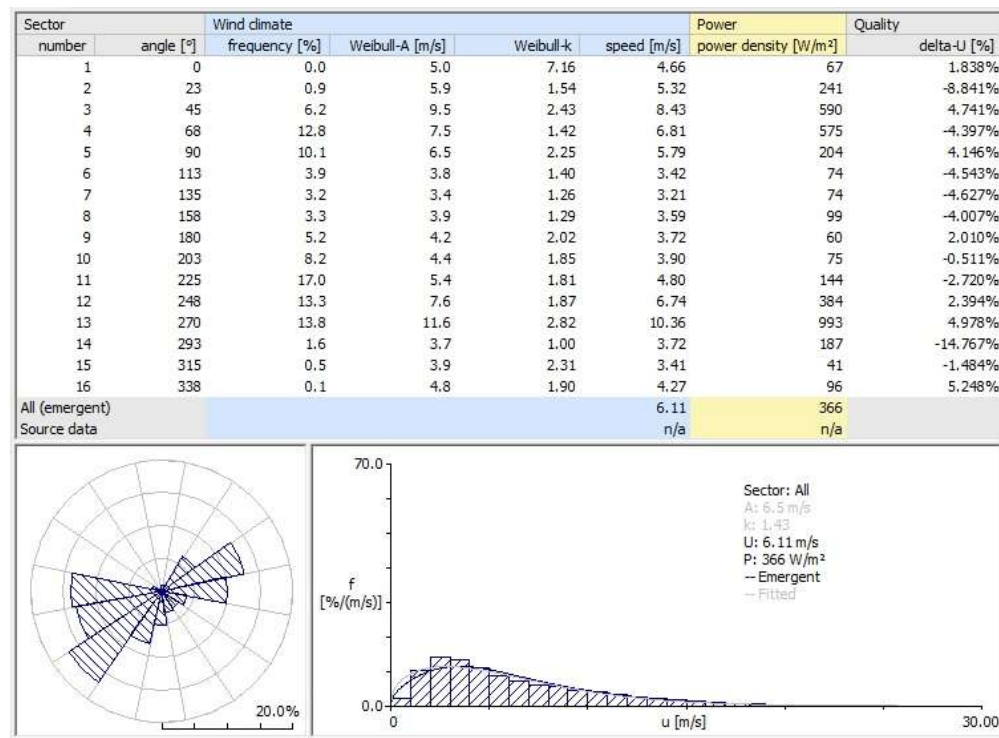 Sector Wind climate Power Quality
number angle [º] frequency [%] Weibull-A [m/s] Weibull-k speed [m/s] power density [W/m²] delta-U [%]
1 0 0.0 5.0 7.16 4.66 67 1.838%
2 23 0.9 5.9 1.54 5.32 241 -8.841%
3 45 6.2 9.5 2.43 8.43 590 4.741%
4 68 12.8 7.5 1.42 6.81 575 -4.397%
5 90 10.1 6.5 2.25 5.79 204 4.146%
6 113 3.9 3.8 1.40 3.42 74 -4.543%
7 135 3.2 3.4 1.26 3.21 74 -4.627%
8 158 3.3 3.9 1.29 3.59 99 -4.007%
9 180 5.2 4.2 2.02 3.72 60 2.010%
10 203 8.2 4.4 1.85 3.90 75 -0.511%
11 225 17.0 5.4 1.81 4.80 144 -2.720%
12 248 13.3 7.6 1.87 6.74 384 2.394%
13 270 13.8 11.6 2.82 10.36 993 4.978%
14 293 1.6 3.7 1.00 3.72 187 -14.767%
15 315 0.5 3.9 2.31 3.41 41 -1.484%
16 338 0.1 4.8 1.90 4.27 96 5.248%
All (emergent) 6.11 366
Source data n/a n/a
20.0%
70.0
f
[%/(m/s)]
0.0
0
u [m/s]
30.00
Sector: All
A: 6.5 m/s
k: 1.43
U: 6.11 m/s
P: 366 W/m²
-- Emergent
-- Fitted